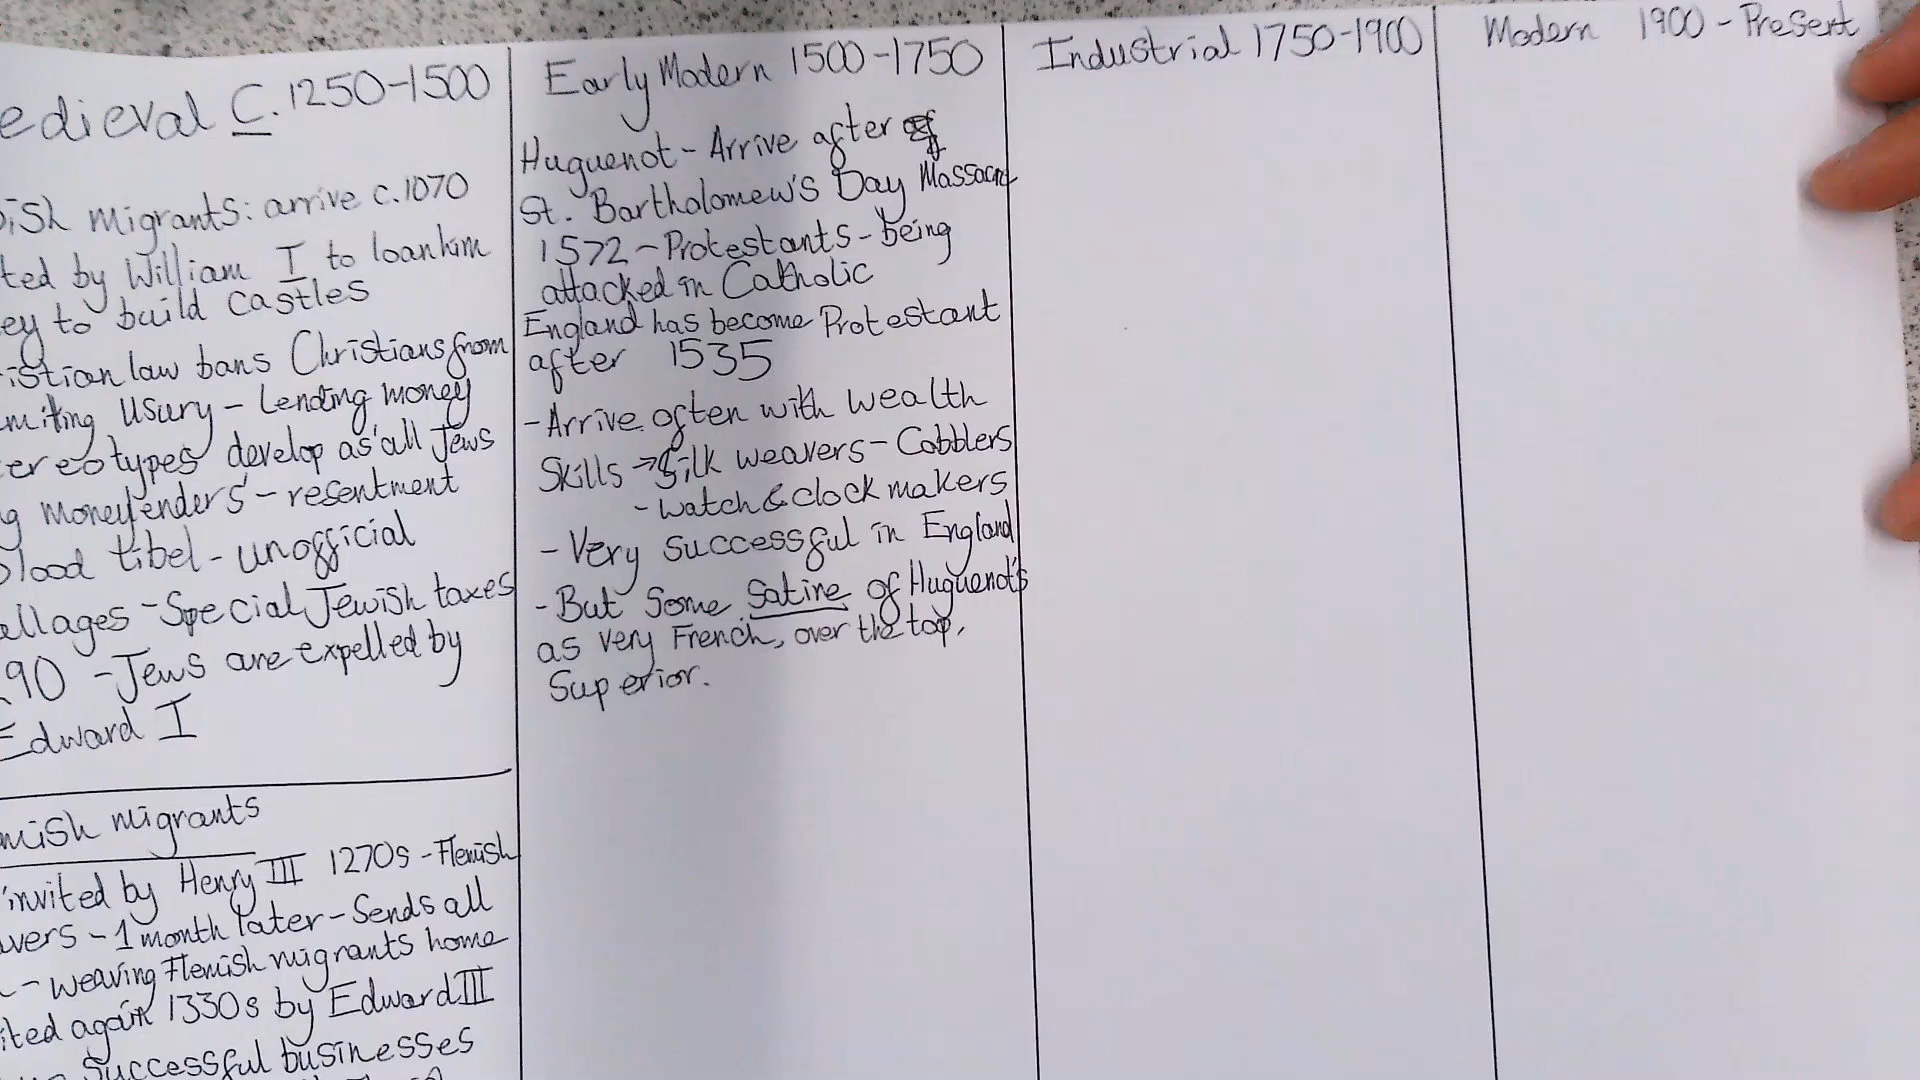 edieval C. 1250-1500
ish migrants: arrive c. 1070
ted by William I to loan him
ey to build castles
istian law bans Christians from
miting Usury - Lending money
ereotypes develop as 'all Jews
g moneylenders' - resentment
lood libel - unofficial
allages - Special Jewish taxes
90 - Jews are expelled by
Edward I
mish migrants
invited by Henry III 1270s - Flemish
vers - 1 month later - Sends all
- weaving Flemish migrants home
ited again 1330s by Edward III
Successful businesses
Early Modern 1500-1750
Huguenot - Arrive after
St. Bartholomew's Day Massacre
1572 - Protestants - being
attacked in Catholic
England has become Protestant
after 1535
- Arrive often with wealth
Skills → Silk weavers - Cobblers
- watch & clock makers
- Very successful in England
- But Some Satire of Huguenot's
as very French, over the top,
Superior.
Industrial 1750-1900
Modern 1900 - Present